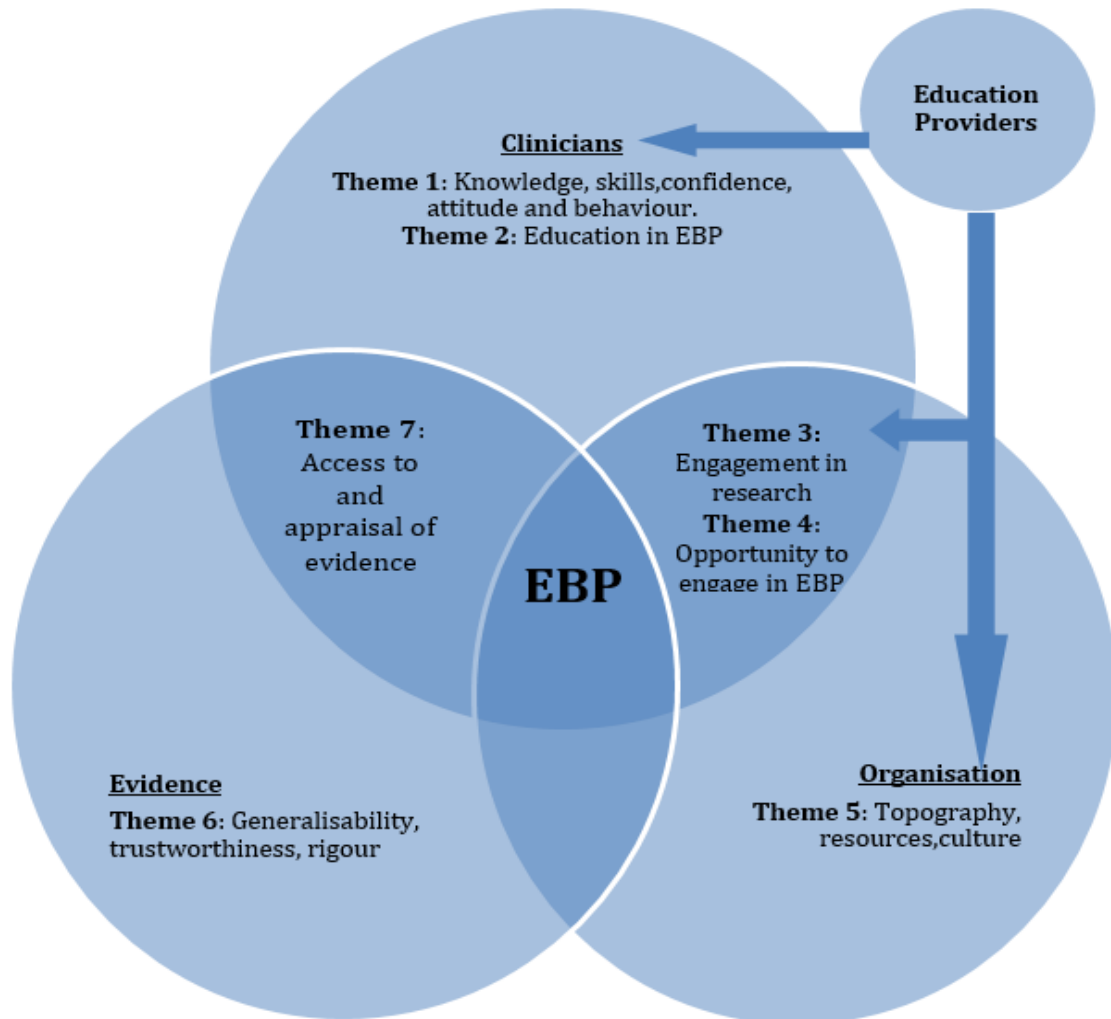 Education
Providers
Clinicians
Theme 1: Knowledge, skills,confidence,
attitude and behaviour.
Theme 2: Education in EBP
Theme 7:
Access to
and
appraisal of
evidence
Theme 3:
Engagement in
research
Theme 4:
Opportunity to
engage in EBP
EBP
Evidence
Theme 6: Generalisability,
trustworthiness, rigour
Organisation
Theme 5: Topography,
resources,culture